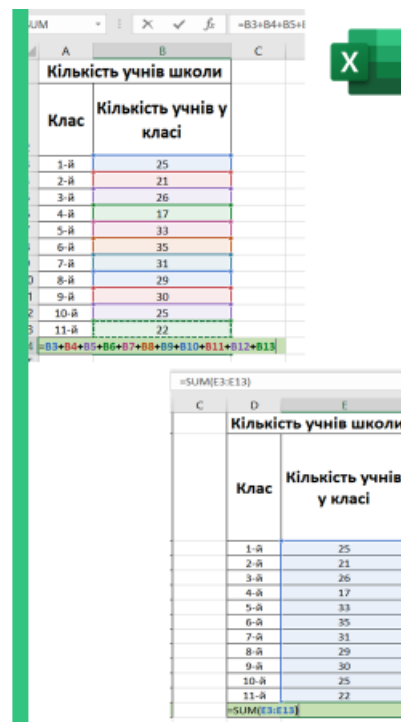 SUM =B3+B4+B5+B
A B C
Кількість учнів школи
Клас Кількість учнів у класі
1-й 25
2-й 21
3-й 26
4-й 17
5-й 33
6-й 35
7-й 31
8-й 29
9-й 30
10-й 25
11-й 22
=B3+B4+B5+B6+B7+B8+B9+B10+B11+B12+B13
X
=SUM(E3:E13)
C D E
Кількість учнів школи
Клас Кількість учнів у класі
1-й 25
2-й 21
3-й 26
4-й 17
5-й 33
6-й 35
7-й 31
8-й 29
9-й 30
10-й 25
11-й 22
=SUM(E3:E13)